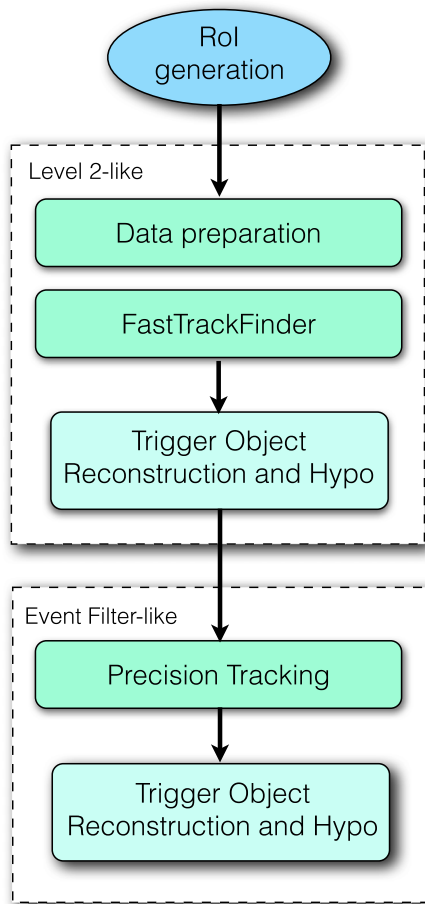 RoI
generation
Level 2-like
Data preparation
FastTrackFinder
Trigger Object
Reconstruction and Hypo
Event Filter-like
Precision Tracking
Trigger Object
Reconstruction and Hypo